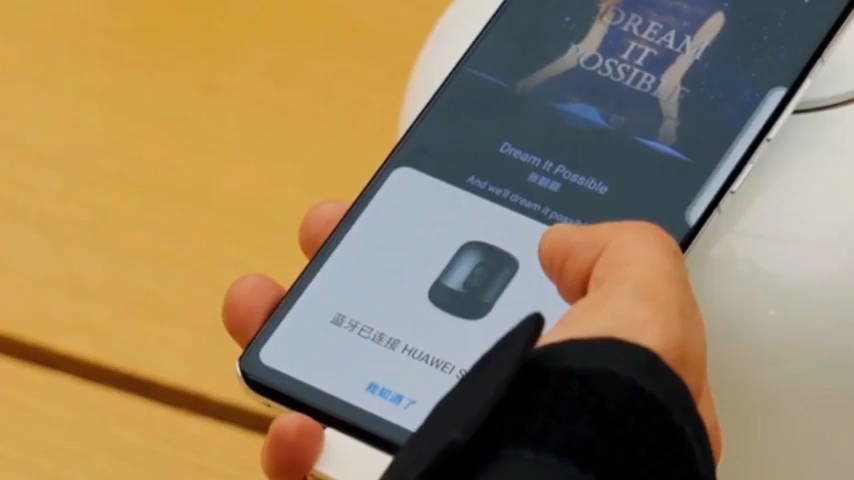 DREAM
IT
POSSIBLE
Dream It Possible
张靓颖
And we'll dream it possible
蓝牙已连接 HUAWEI S
我知道了